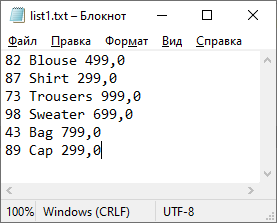 list1.txt – Блокнот
Файл Правка Формат Вид Справка
82 Blouse 499,0
87 Shirt 299,0
73 Trousers 999,0
98 Sweater 699,0
43 Bag 799,0
89 Cap 299,0
100% Windows (CRLF) UTF-8